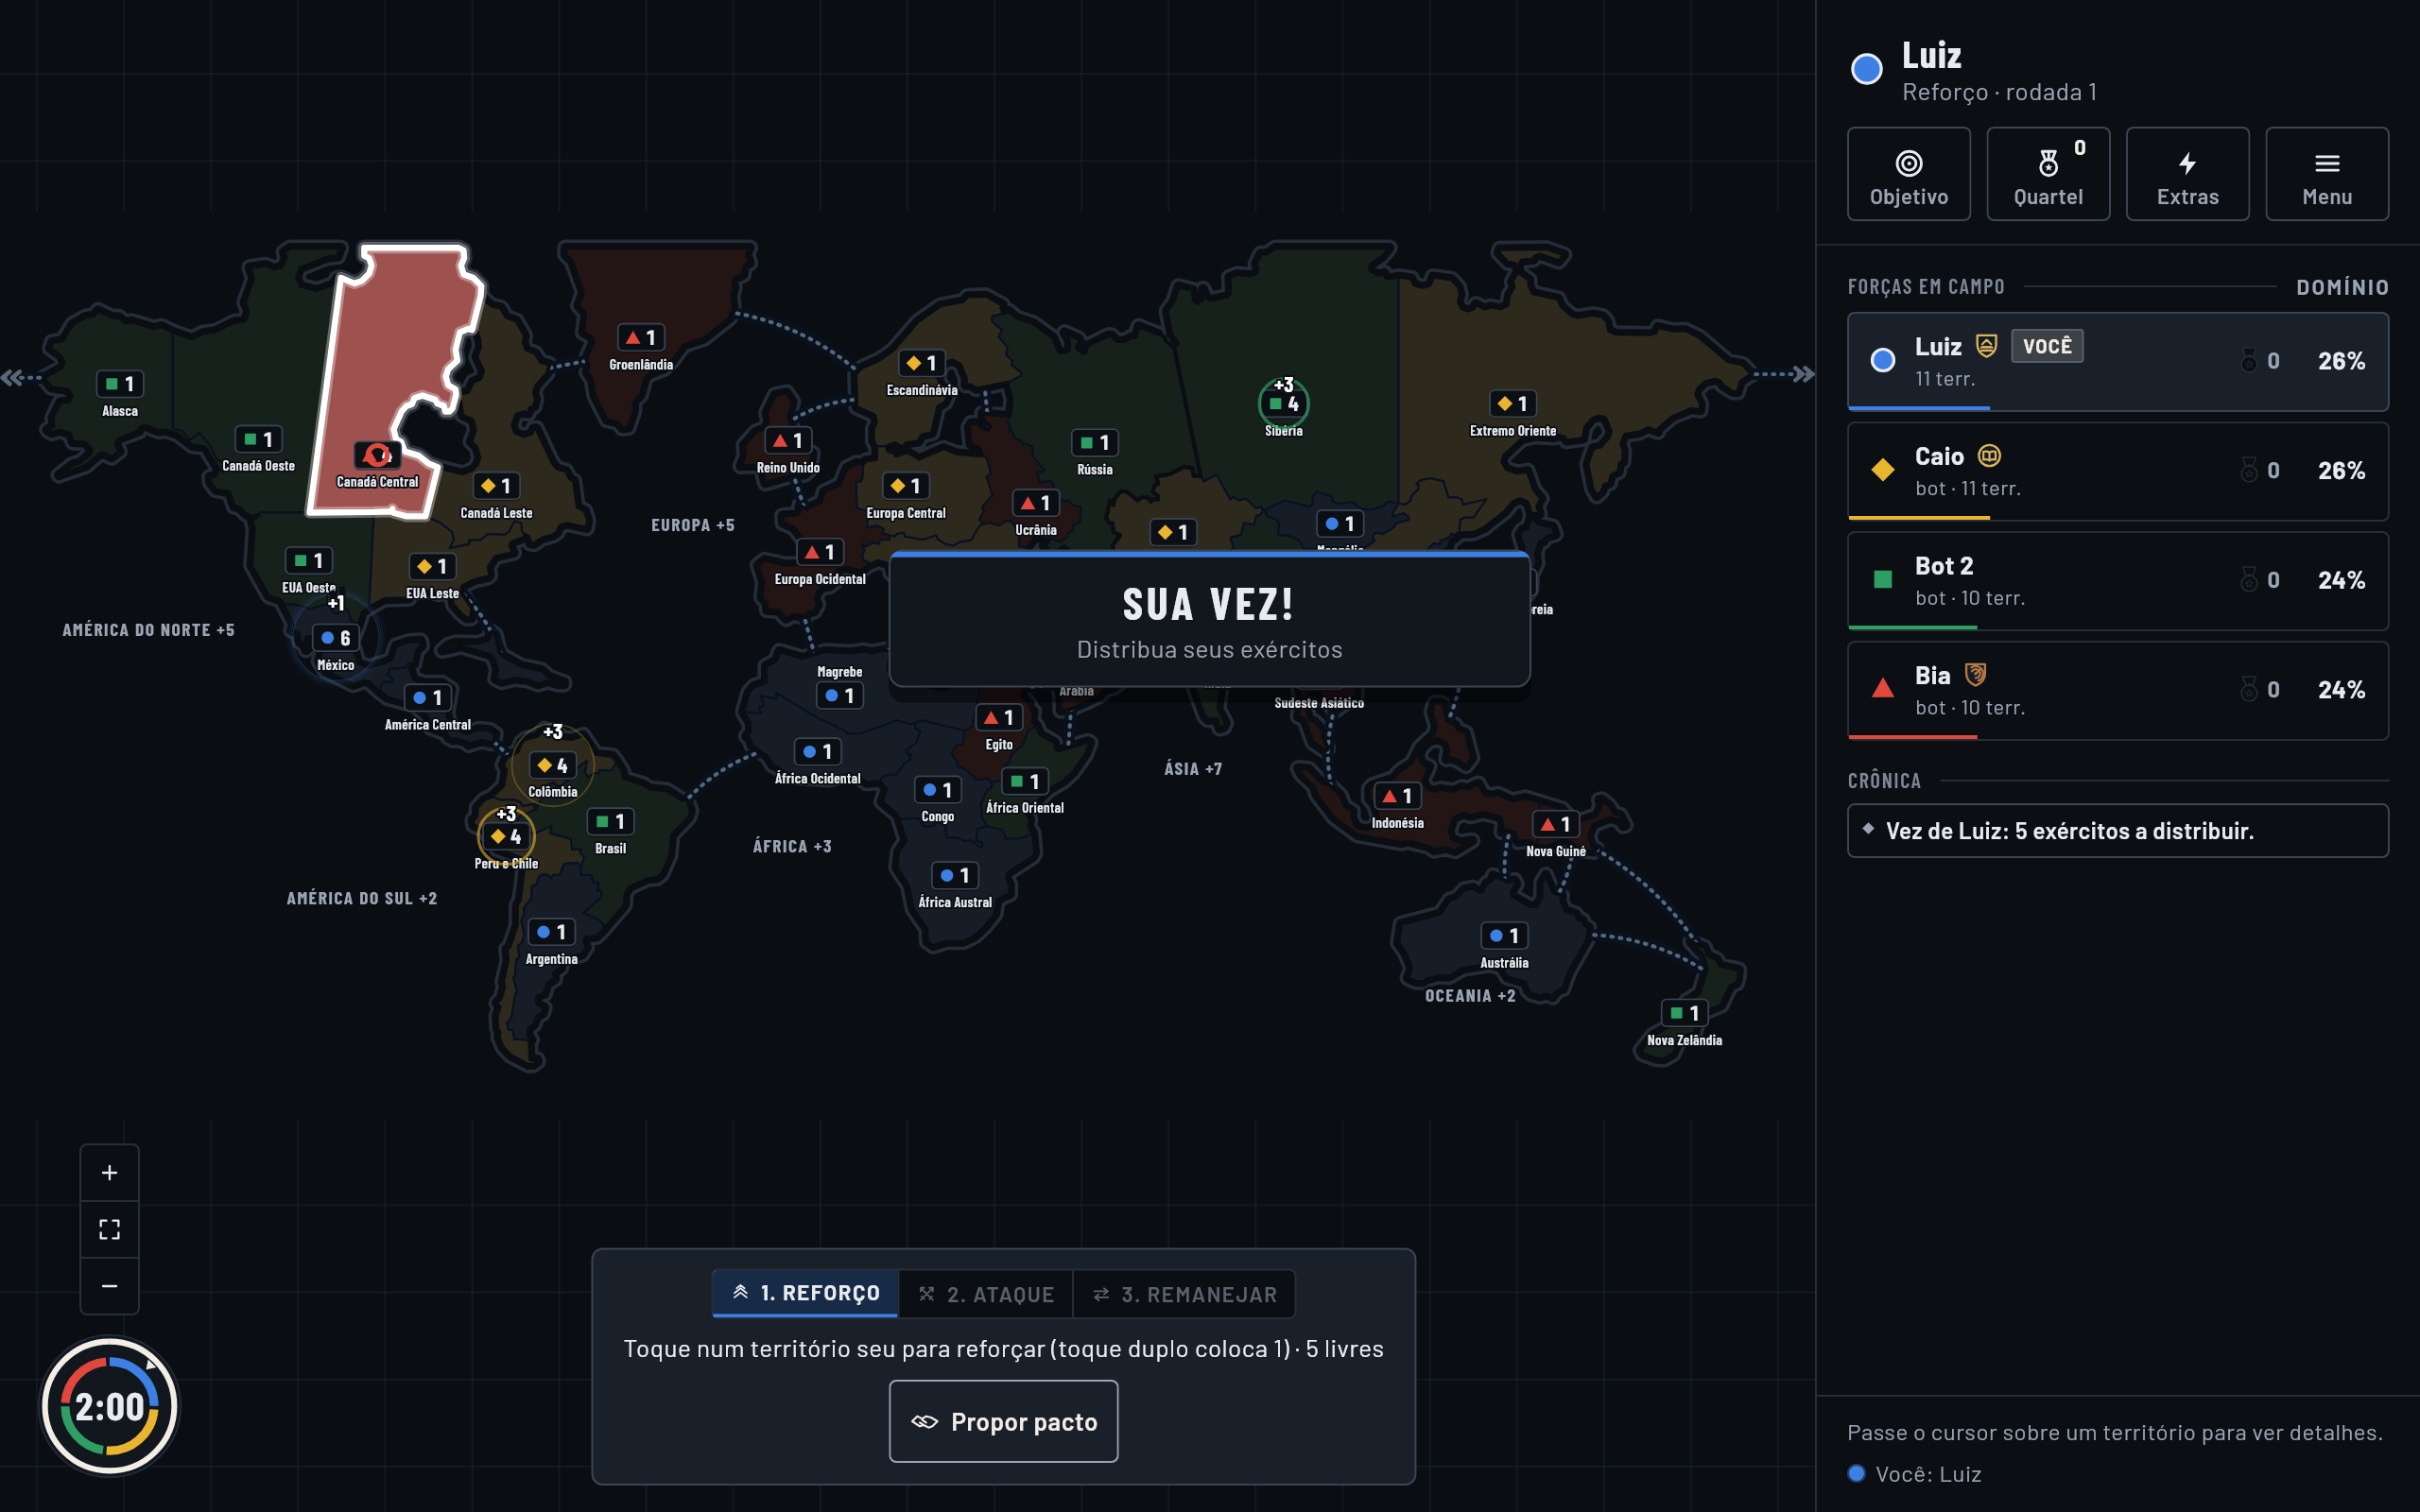 Luiz
Reforço · rodada 1
Objetivo
0
Quartel
Extras
Menu
FORÇAS EM CAMPO
DOMÍNIO
Luiz
VOCÊ
11 terr.
0
26%
Caio
bot · 11 terr.
0
26%
Bot 2
bot · 10 terr.
0
24%
Bia
bot · 10 terr.
0
24%
CRÔNICA
Vez de Luiz: 5 exércitos a distribuir.
Passe o cursor sobre um território para ver detalhes.
Você: Luiz
1
Groenlândia
1
Escandinávia
1
Alasca
+3
4
Sibéria
1
Extremo Oriente
1
Canadá Oeste
Canadá Central
1
Canadá Leste
1
Reino Unido
1
Rússia
1
Europa Central
1
Ucrânia
EUROPA +5
1
1
1
EUA Oeste
1
EUA Leste
1
Europa Ocidental
SUA VEZ!
Distribua seus exércitos
+1
6
México
AMÉRICA DO NORTE +5
1
América Central
Magrebe
1
Sudeste Asiático
1
Egito
+3
4
Colômbia
1
África Ocidental
ÁSIA +7
1
Congo
1
África Oriental
1
Indonésia
+3
4
Peru e Chile
1
Brasil
1
Nova Guiné
ÁFRICA +3
1
África Austral
AMÉRICA DO SUL +2
1
Argentina
1
Austrália
OCEANIA +2
1
Nova Zelândia
+
−
2:00
1. REFORÇO
2. ATAQUE
3. REMANEJAR
Toque num território seu para reforçar (toque duplo coloca 1) · 5 livres
Propor pacto